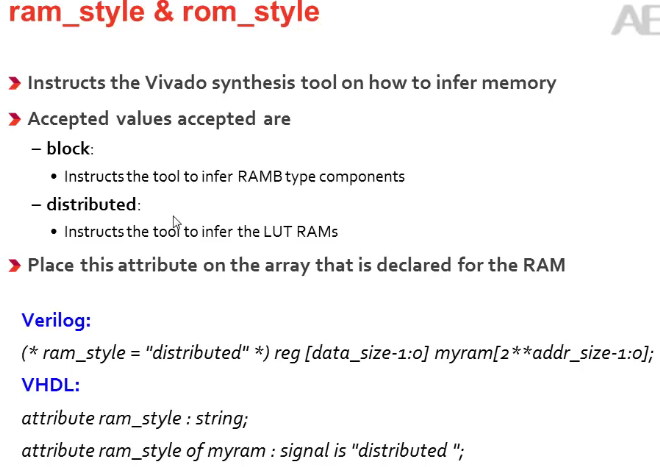 ram_style & rom_style
AE
Instructs the Vivado synthesis tool on how to infer memory
Accepted values accepted are
– block:
• Instructs the tool to infer RAMB type components
– distributed:
• Instructs the tool to infer the LUT RAMs
Place this attribute on the array that is declared for the RAM
Verilog:
(* ram_style = "distributed" *) reg [data_size-1:0] myram[2**addr_size-1:0];
VHDL:
attribute ram_style : string;
attribute ram_style of myram : signal is "distributed ";